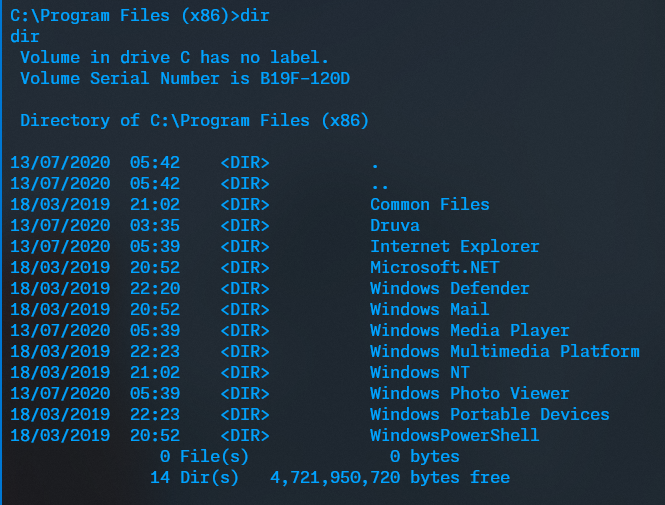 C:\Program Files (x86)>dir
dir
 Volume in drive C has no label.
 Volume Serial Number is B19F-120D

 Directory of C:\Program Files (x86)

13/07/2020  05:42    <DIR>          .
13/07/2020  05:42    <DIR>          ..
18/03/2019  21:02    <DIR>          Common Files
13/07/2020  03:35    <DIR>          Druva
13/07/2020  05:39    <DIR>          Internet Explorer
18/03/2019  20:52    <DIR>          Microsoft.NET
18/03/2019  22:20    <DIR>          Windows Defender
18/03/2019  20:52    <DIR>          Windows Mail
13/07/2020  05:39    <DIR>          Windows Media Player
18/03/2019  22:23    <DIR>          Windows Multimedia Platform
18/03/2019  21:02    <DIR>          Windows NT
13/07/2020  05:39    <DIR>          Windows Photo Viewer
18/03/2019  22:23    <DIR>          Windows Portable Devices
18/03/2019  20:52    <DIR>          WindowsPowerShell
               0 File(s)              0 bytes
              14 Dir(s)   4,721,950,720 bytes free